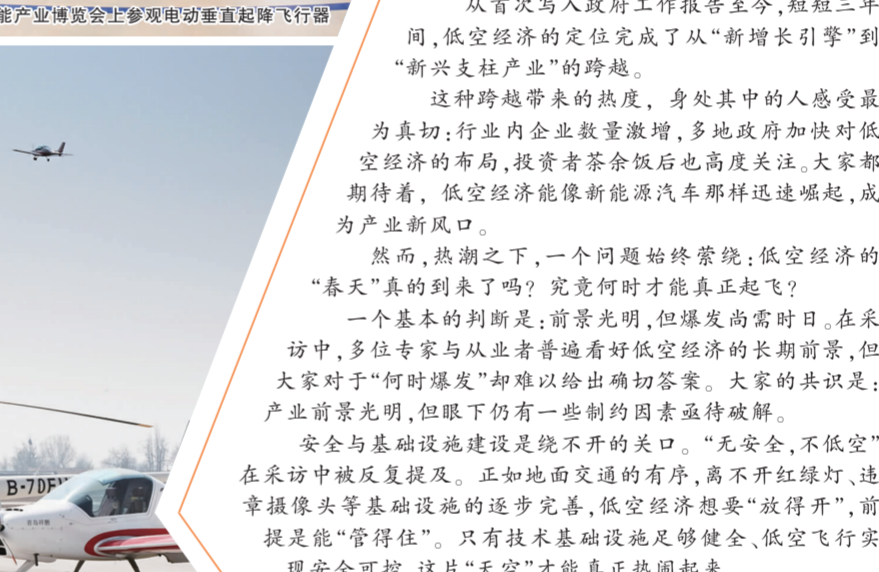 能产业博览会上参观电动垂直起降飞行器
从首次写入政府工作报告至今，短短三年
间，低空经济的定位完成了从“新增长引擎”到
“新兴支柱产业”的跨越。
这种跨越带来的热度，身处其中的人感受最
为真切：行业内企业数量激增，多地政府加快对低
空经济的布局，投资者茶余饭后也高度关注。大家都
期待着，低空经济能像新能源汽车那样迅速崛起，成
为产业新风口。
然而，热潮之下，一个问题始终萦绕：低空经济的
“春天”真的到来了吗？究竟何时才能真正起飞？
一个基本的判断是：前景光明，但爆发尚需时日。在采
访中，多位专家与从业者普遍看好低空经济的长期前景，但
大家对于“何时爆发”却难以给出确切答案。大家的共识是：
产业前景光明，但眼下仍有一些制约因素亟待破解。
安全与基础设施建设是绕不开的关口。“无安全，不低空”
在采访中被反复提及。正如地面交通的有序，离不开红绿灯、违
章摄像头等基础设施的逐步完善，低空经济想要“放得开”，前
提是能“管得住”。只有技术基础设施足够健全、低空飞行实
现安全可控，这片“天空”才能真正热闹起来